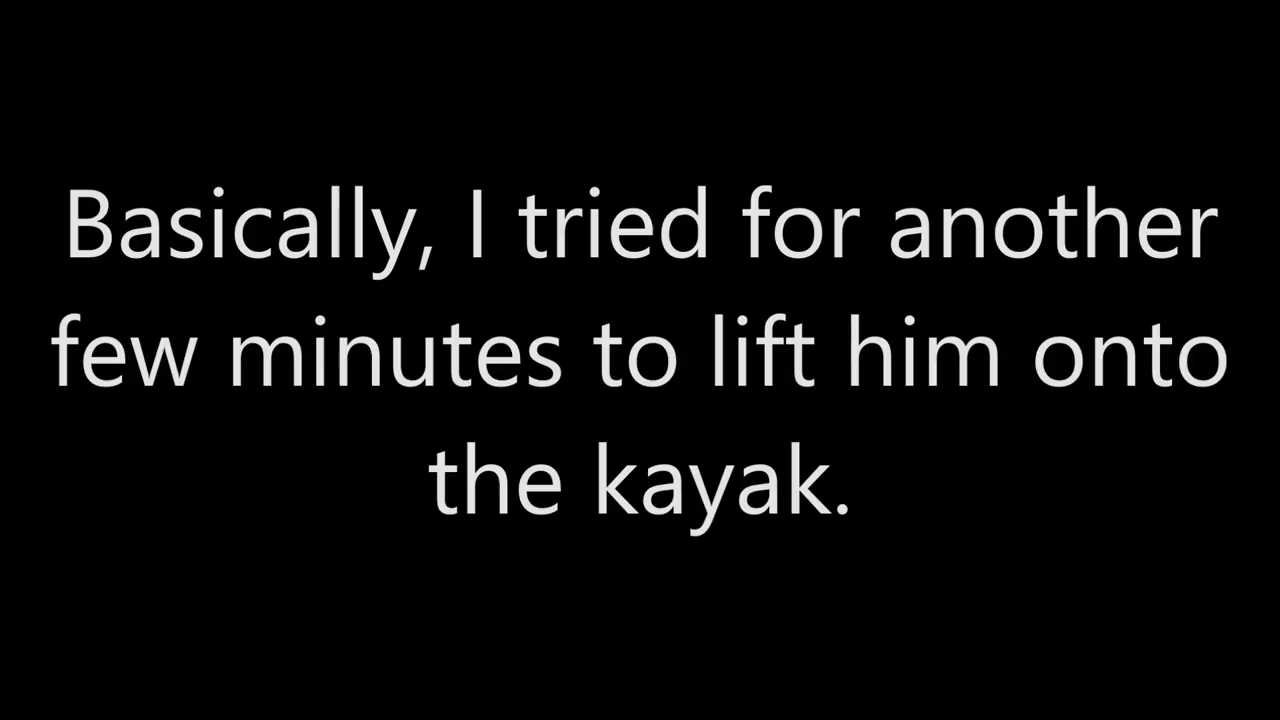 Basically, I tried for another
few minutes to lift him onto
the kayak.